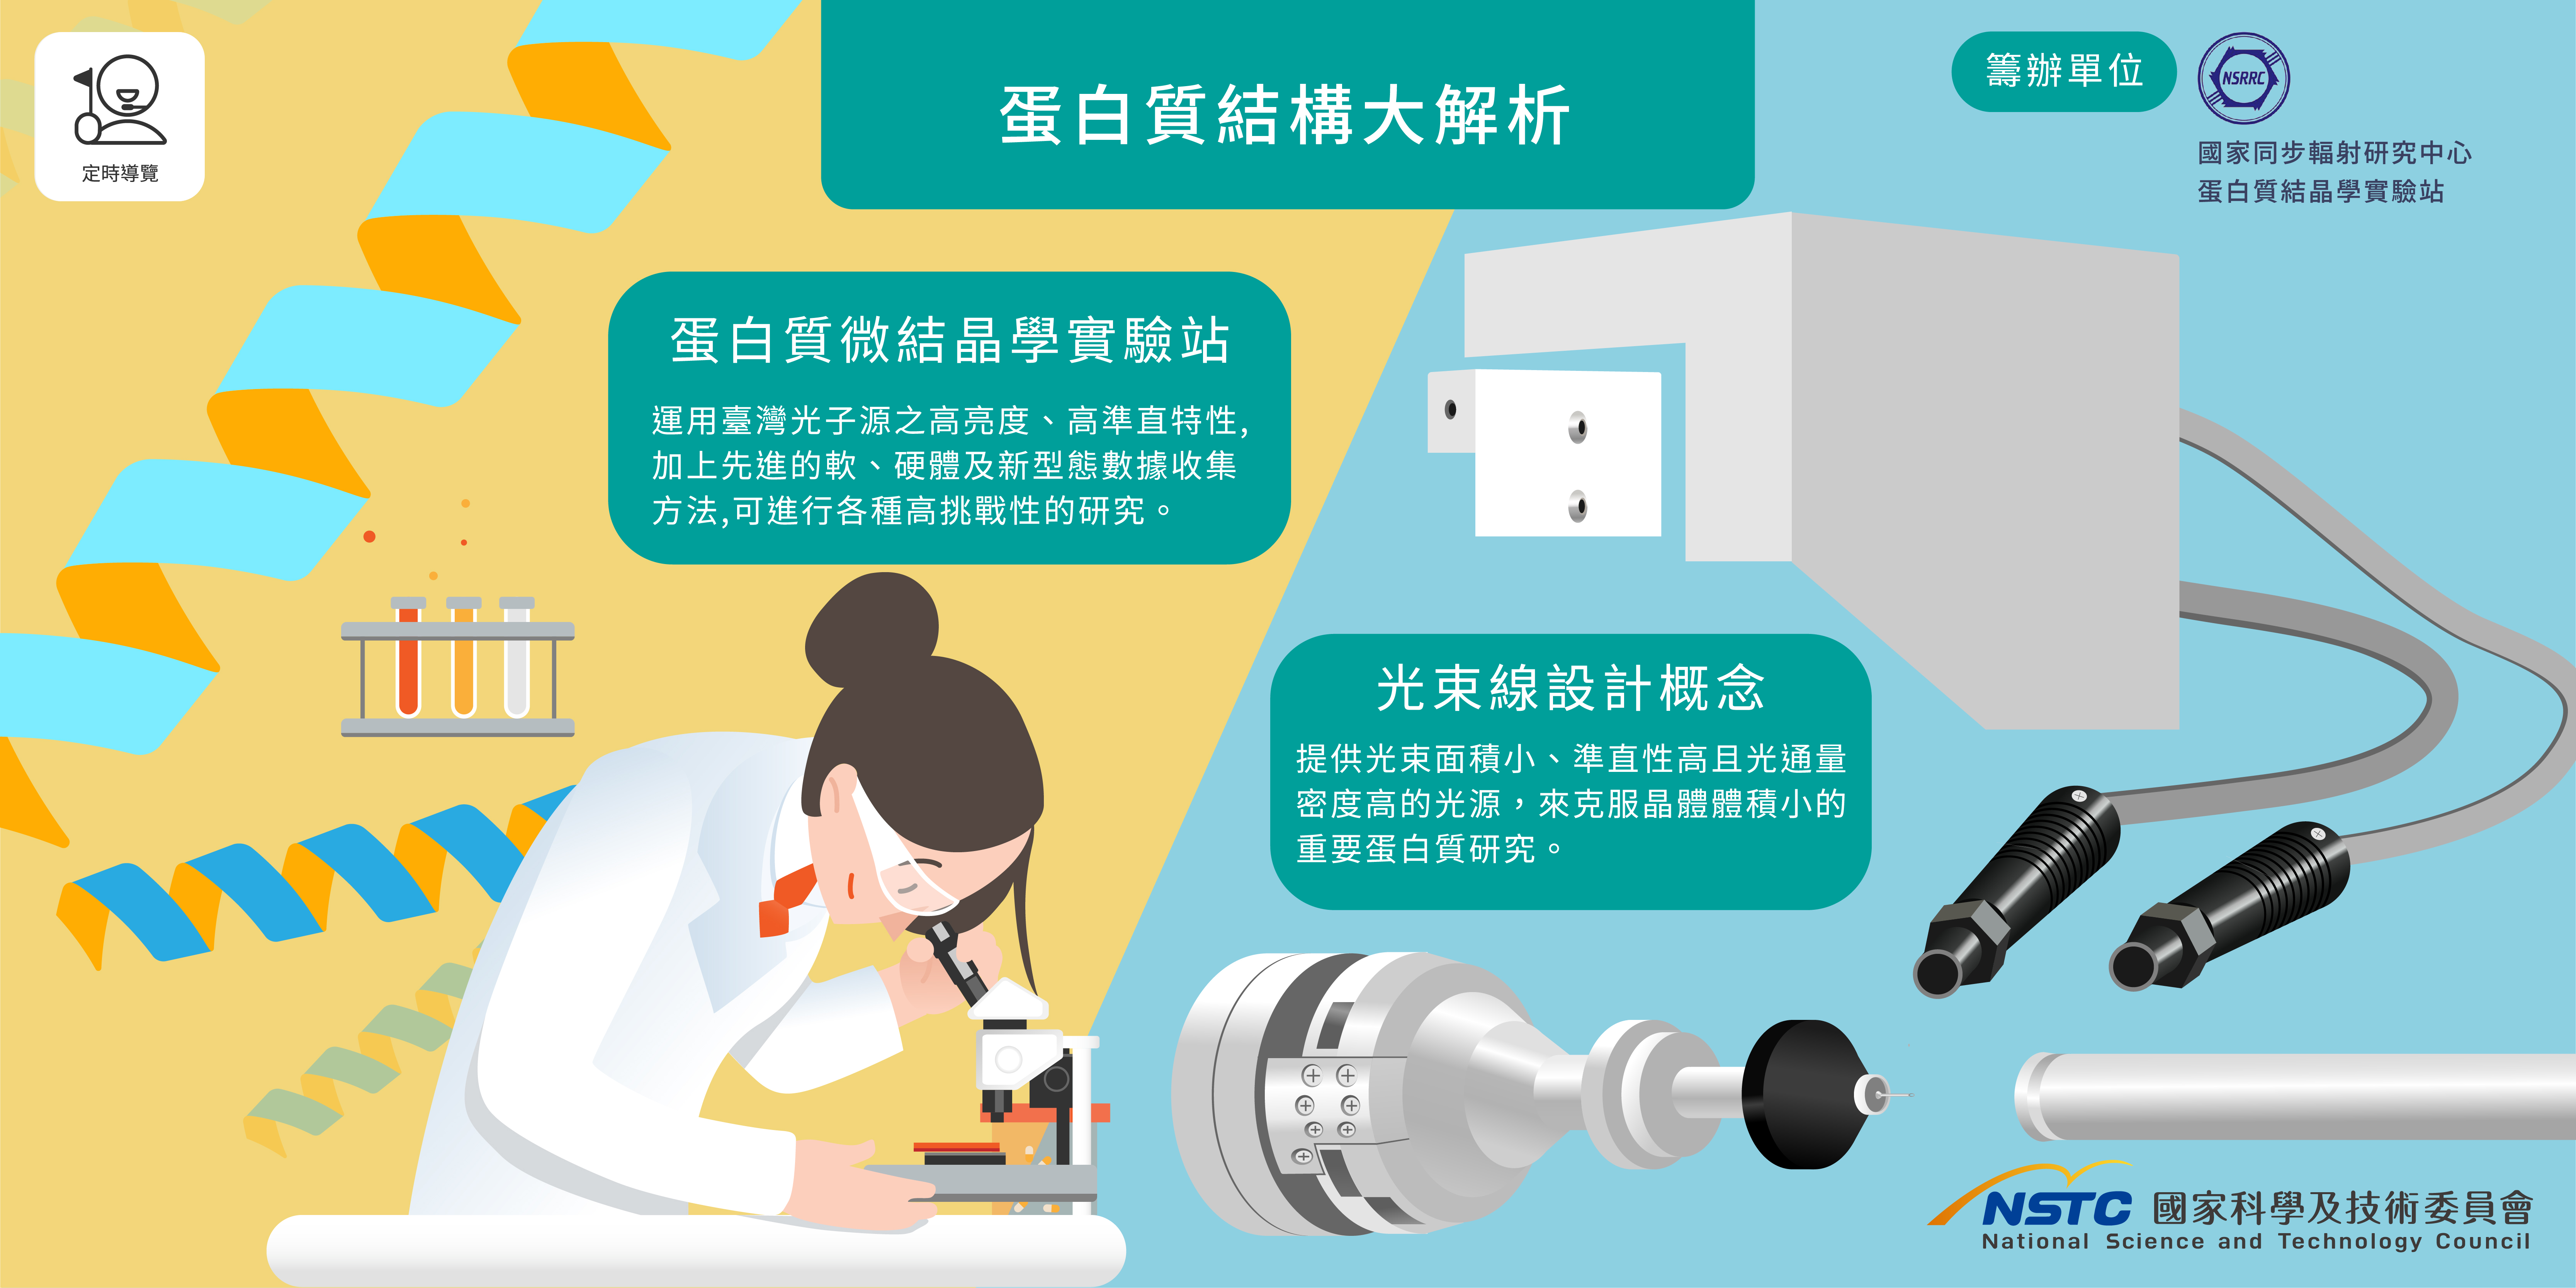 定時導覽
蛋白質結構大解析
籌辦單位
NSRRC
國家同步輻射研究中心
蛋白質結晶學實驗站
蛋白質微結晶學實驗站
運用臺灣光子源之高亮度、高準直特性,
加上先進的軟、硬體及新型態數據收集
方法,可進行各種高挑戰性的研究。
光束線設計概念
提供光束面積小、準直性高且光通量
密度高的光源，來克服晶體體積小的
重要蛋白質研究。
NSTC 國家科學及技術委員會
National Science and Technology Council